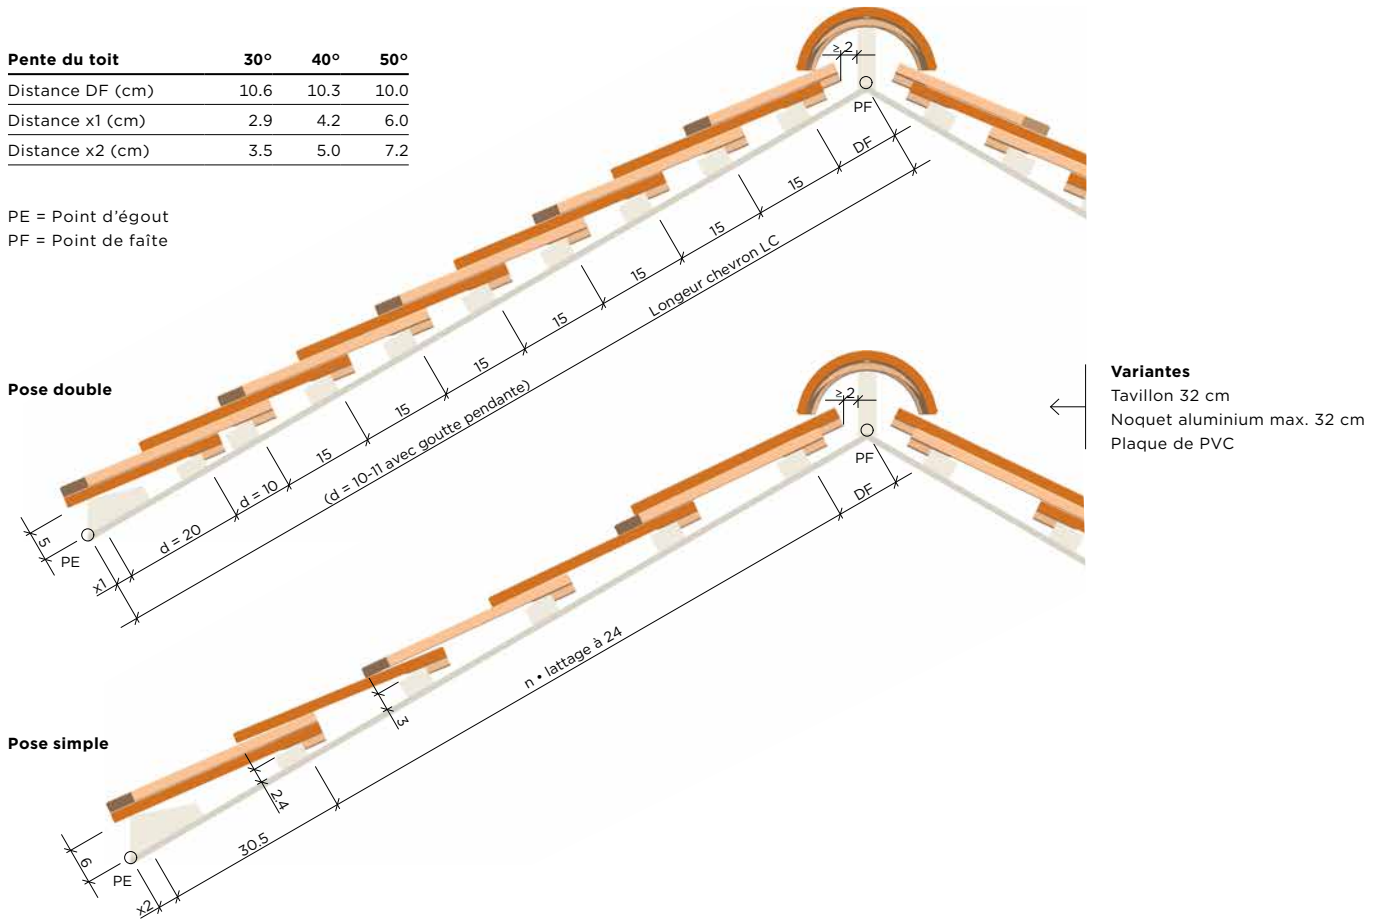 Pente du toit 30° 40° 50°
Distance DF (cm) 10.6 10.3 10.0
Distance x1 (cm) 2.9 4.2 6.0
Distance x2 (cm) 3.5 5.0 7.2
PE = Point d'égout
PF = Point de faîte
≥ 2
PF
DF
15
15
15
15
15
15
15
d = 10
d = 20
Longeur chevron LC
(d = 10-11 avec goutte pendante)
Pose double
5
PE
x1
Variantes
Tavillon 32 cm
Noquet aluminium max. 32 cm
Plaque de PVC
≥ 2
PF
DF
n • lattage à 24
3
Pose simple
2.4
30.5
6
PE
x2